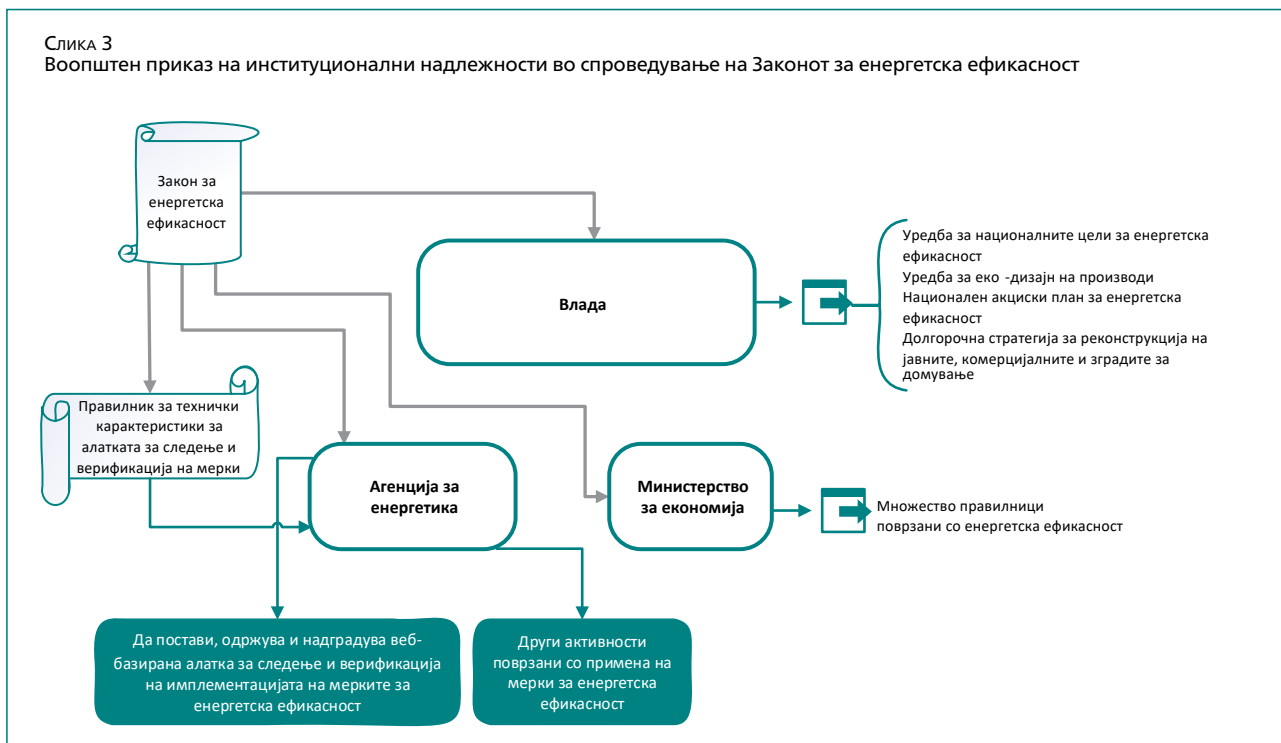 Слика 3
Воопштен приказ на институционални надлежности во спроведување на Законот за енергетска ефикасност
Закон за
енергетска
ефикасност
Влада
Уредба за националните цели за енергетска
ефикасност
Уредба за еко -дизајн на производи
Национален акциски план за енергетска
ефикасност
Долгорочна стратегија за реконструкција на
јавните, комерцијалните и зградите за
домување
Правилник за технички
карактеристики за
алатката за следење и
верификација на мерки
Агенција за
енергетика
Министерство
за економија
Множество правилници
поврзани со енергетска ефикасност
Да постави, одржува и надградува веб-
базирана алатка за следење и верификација
на имплементацијата на мерките за
енергетска ефикасност
Други активности
поврзани со примена на
мерки за енергетска
ефикасност